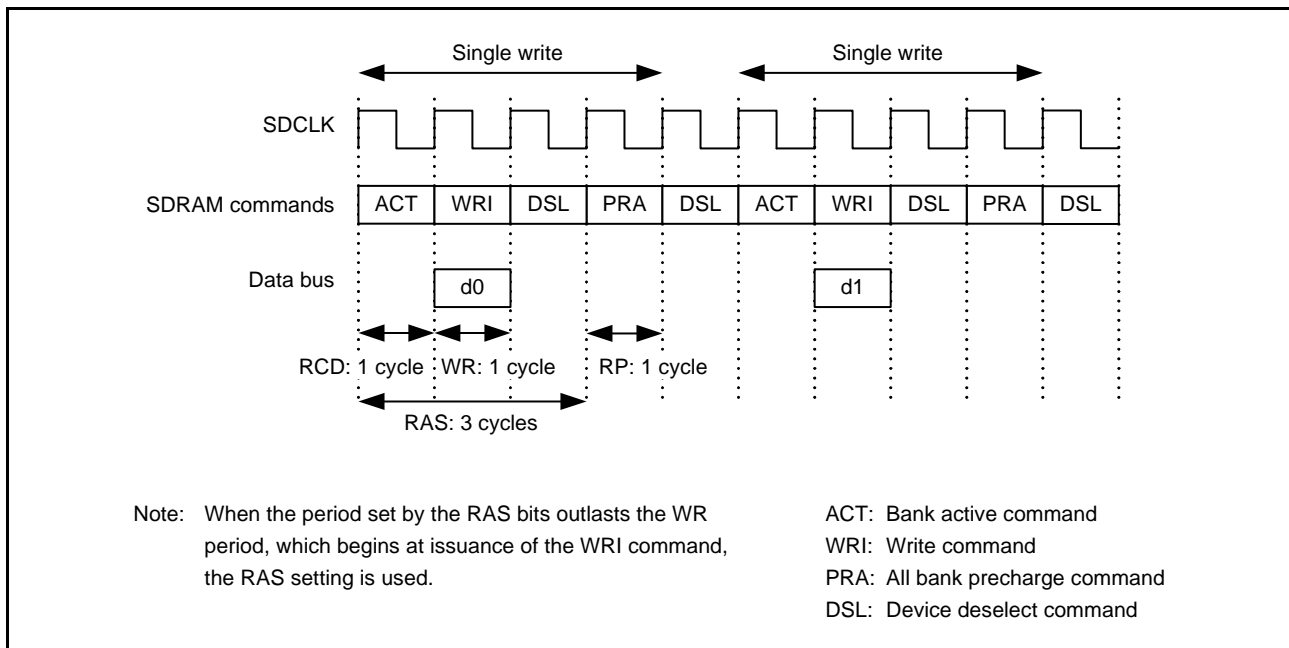 Single write Single write
SDCLK
SDRAM commands ACT WRI DSL PRA DSL ACT WRI DSL PRA DSL
Data bus d0 d1
RCD: 1 cycle WR: 1 cycle RP: 1 cycle
RAS: 3 cycles
Note: When the period set by the RAS bits outlasts the WR
period, which begins at issuance of the WRI command,
the RAS setting is used.
ACT: Bank active command
WRI: Write command
PRA: All bank precharge command
DSL: Device deselect command